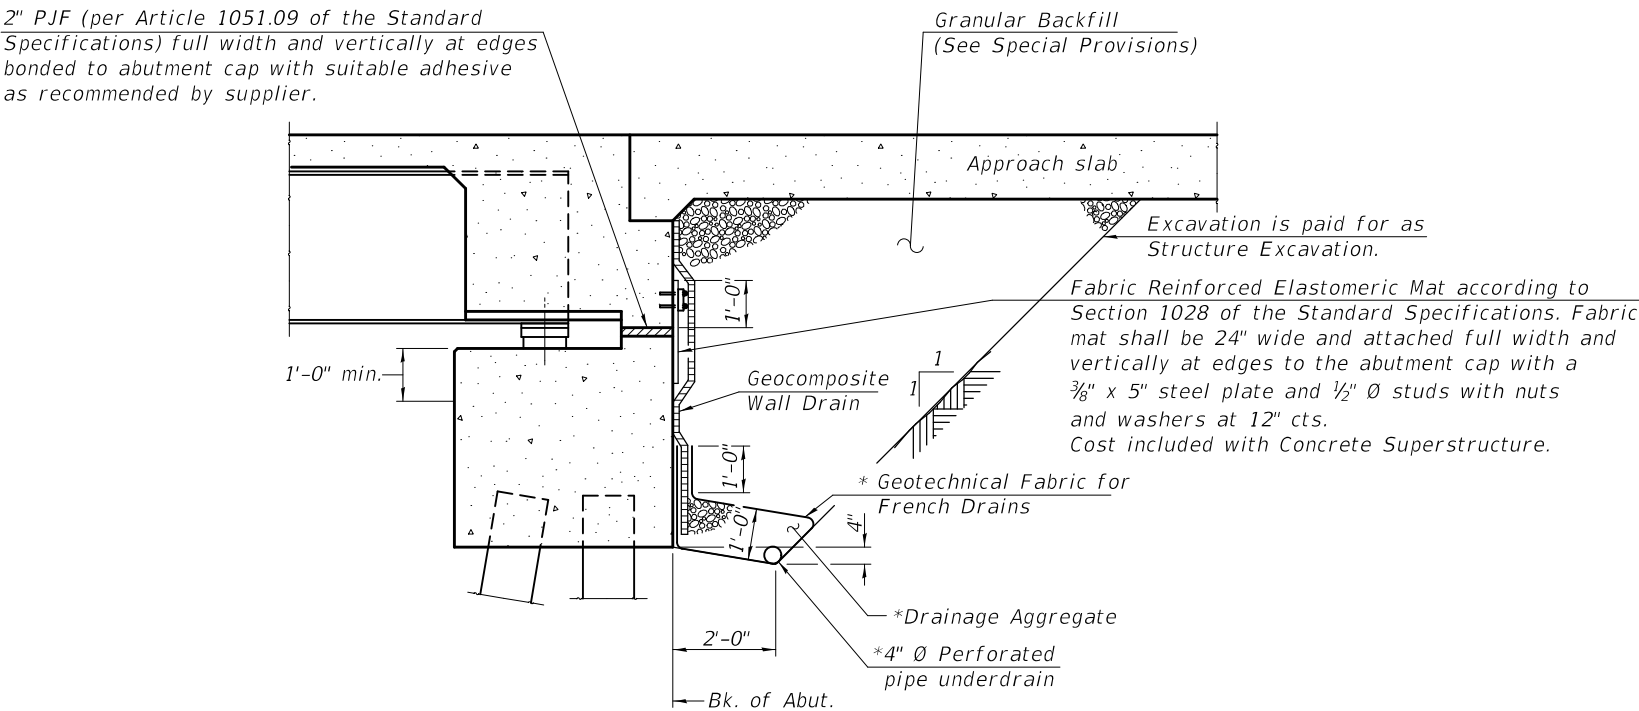 2" PJF (per Article 1051.09 of the Standard
Specifications) full width and vertically at edges
bonded to abutment cap with suitable adhesive
as recommended by supplier.
Granular Backfill
(See Special Provisions)
Approach slab
Excavation is paid for as
Structure Excavation.
Fabric Reinforced Elastomeric Mat according to
Section 1028 of the Standard Specifications. Fabric
mat shall be 24" wide and attached full width and
vertically at edges to the abutment cap with a
⅜" x 5" steel plate and ½" Ø studs with nuts
and washers at 12" cts.
Cost included with Concrete Superstructure.
1'-0"
1'-0" min.
Geocomposite
Wall Drain
1
1
1'-0"
* Geotechnical Fabric for
French Drains
1'-0"
4"
*Drainage Aggregate
2'-0"
*4" Ø Perforated
pipe underdrain
Bk. of Abut.